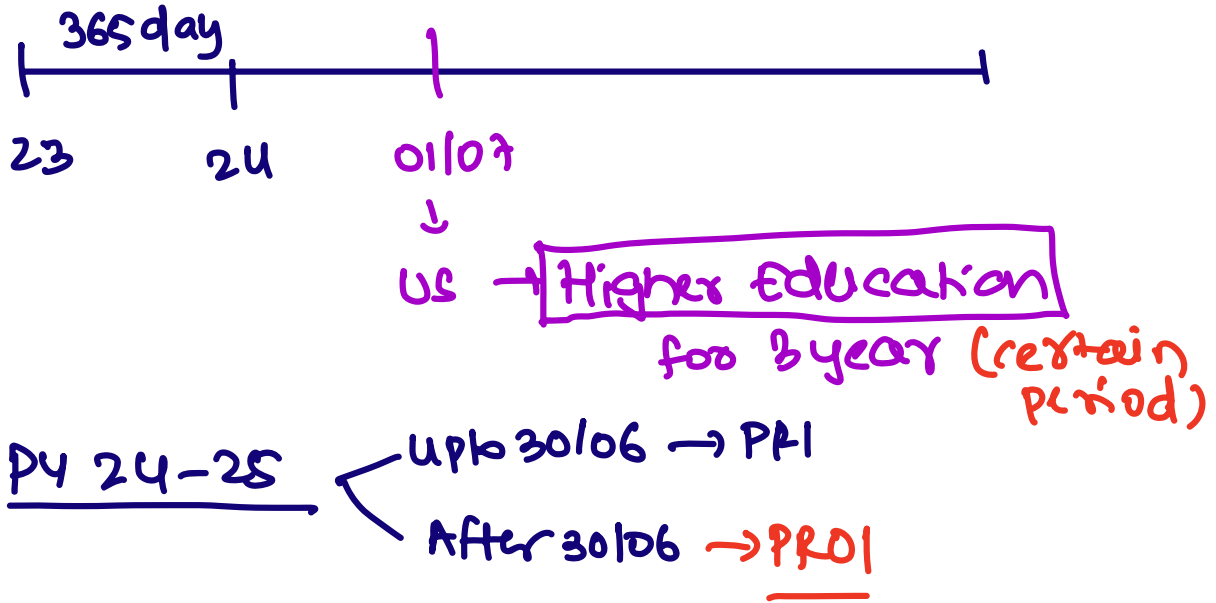 365 day
23 24 01/07
↓
US → Higher Education
for 3 year (certain
period)
PY 24-25
Upto 30/06 → PRI
After 30/06 → PROI